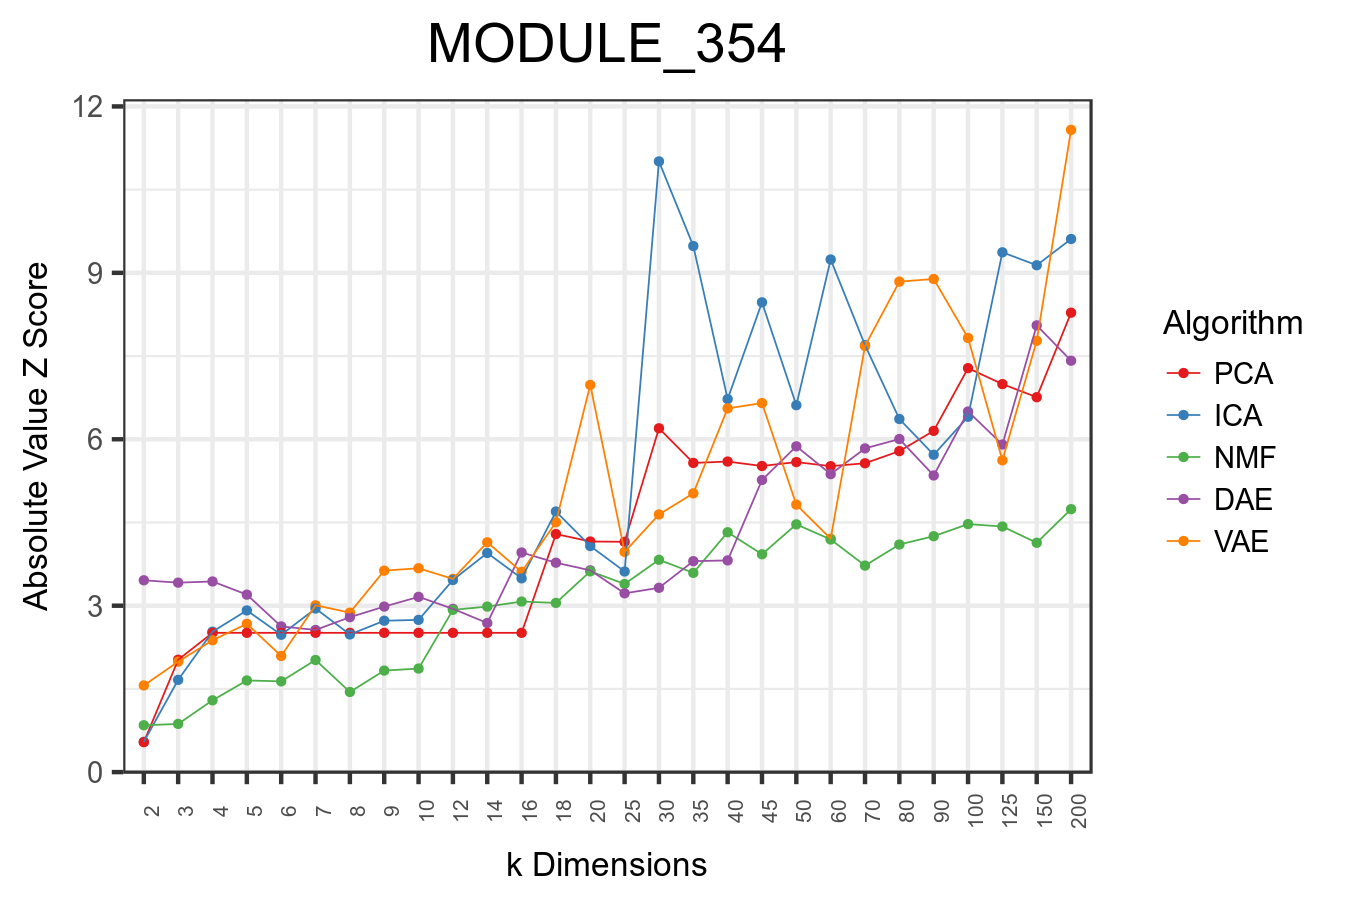 MODULE_354
12
9
6
3
0
Absolute Value Z Score
2 3 4 5 6 7 8 9 10 12 14 16 18 20 25 30 35 40 45 50 60 70 80 90 100 125 150 200
k Dimensions
Algorithm
PCA
ICA
NMF
DAE
VAE